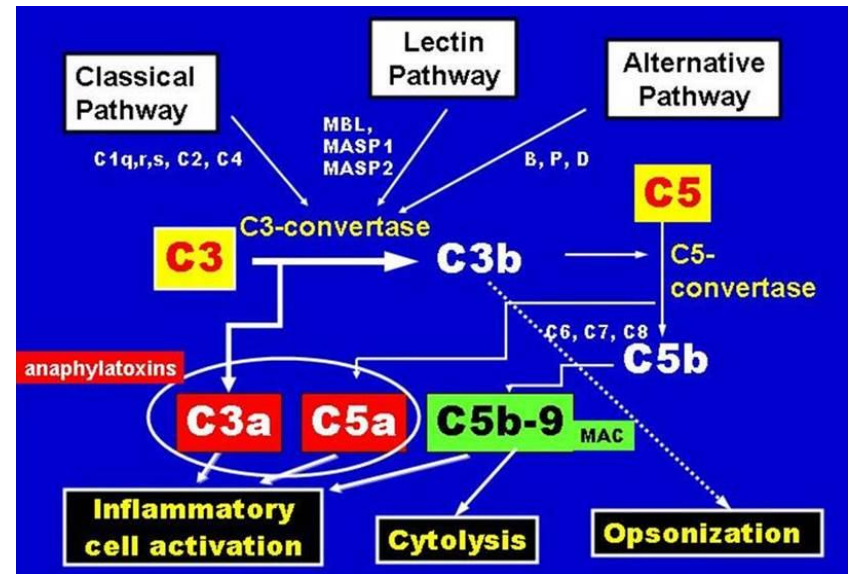 Classical
Pathway
Lectin
Pathway
Alternative
Pathway
C1q,r,s, C2, C4
MBL,
MASP1
MASP2
B, P, D
C5
C3-convertase
C3
C3b
C5-
convertase
C6, C7, C8
C5b
anaphylatoxins
C3a
C5a
C5b-9
MAC
Inflammatory
cell activation
Cytolysis
Opsonization